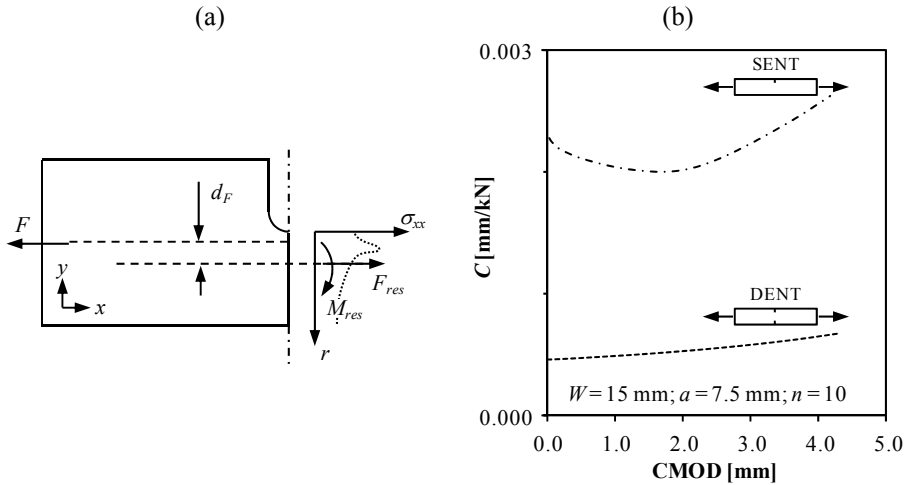 (a)
d_F
F
σ_xx
y
x
F_res
M_res
r
(b)
0.003
SENT
C [mm/kN]
DENT
W = 15 mm; a = 7.5 mm; n = 10
0.000
0.0 1.0 2.0 3.0 4.0 5.0
CMOD [mm]